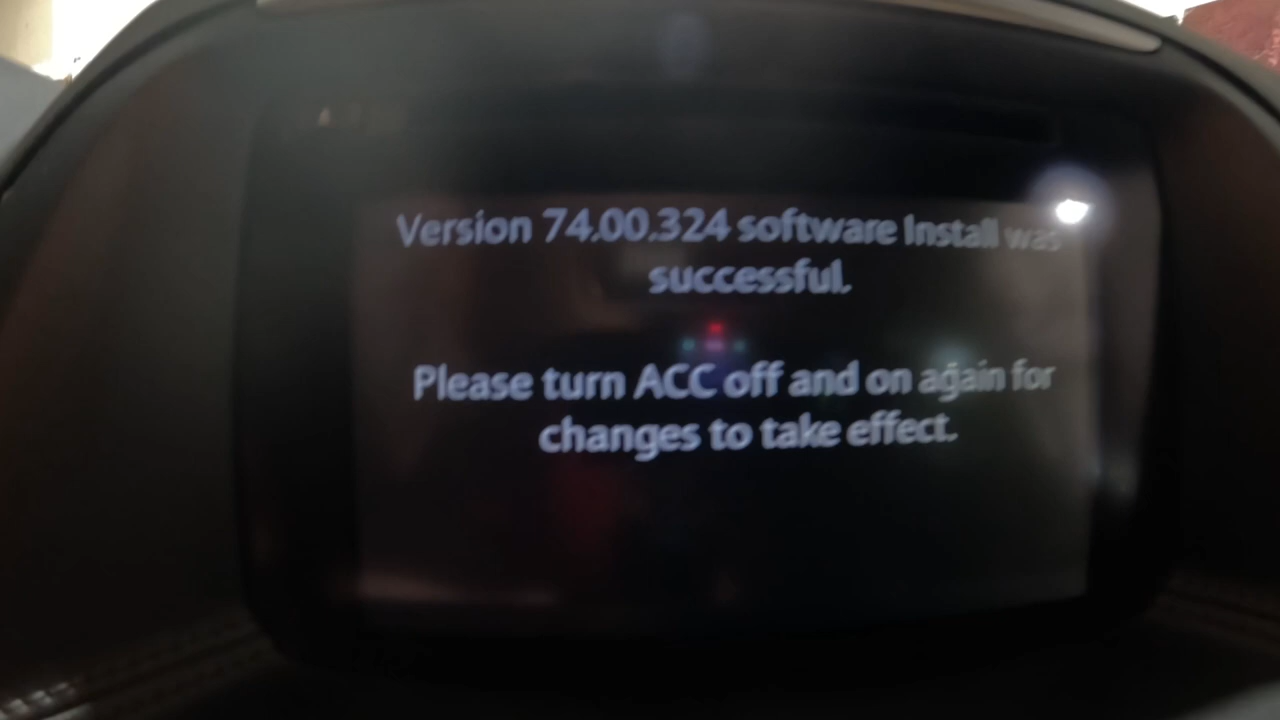 Version 74.00.324 software Install was
successful.
Please turn ACC off and on again for
changes to take effect.